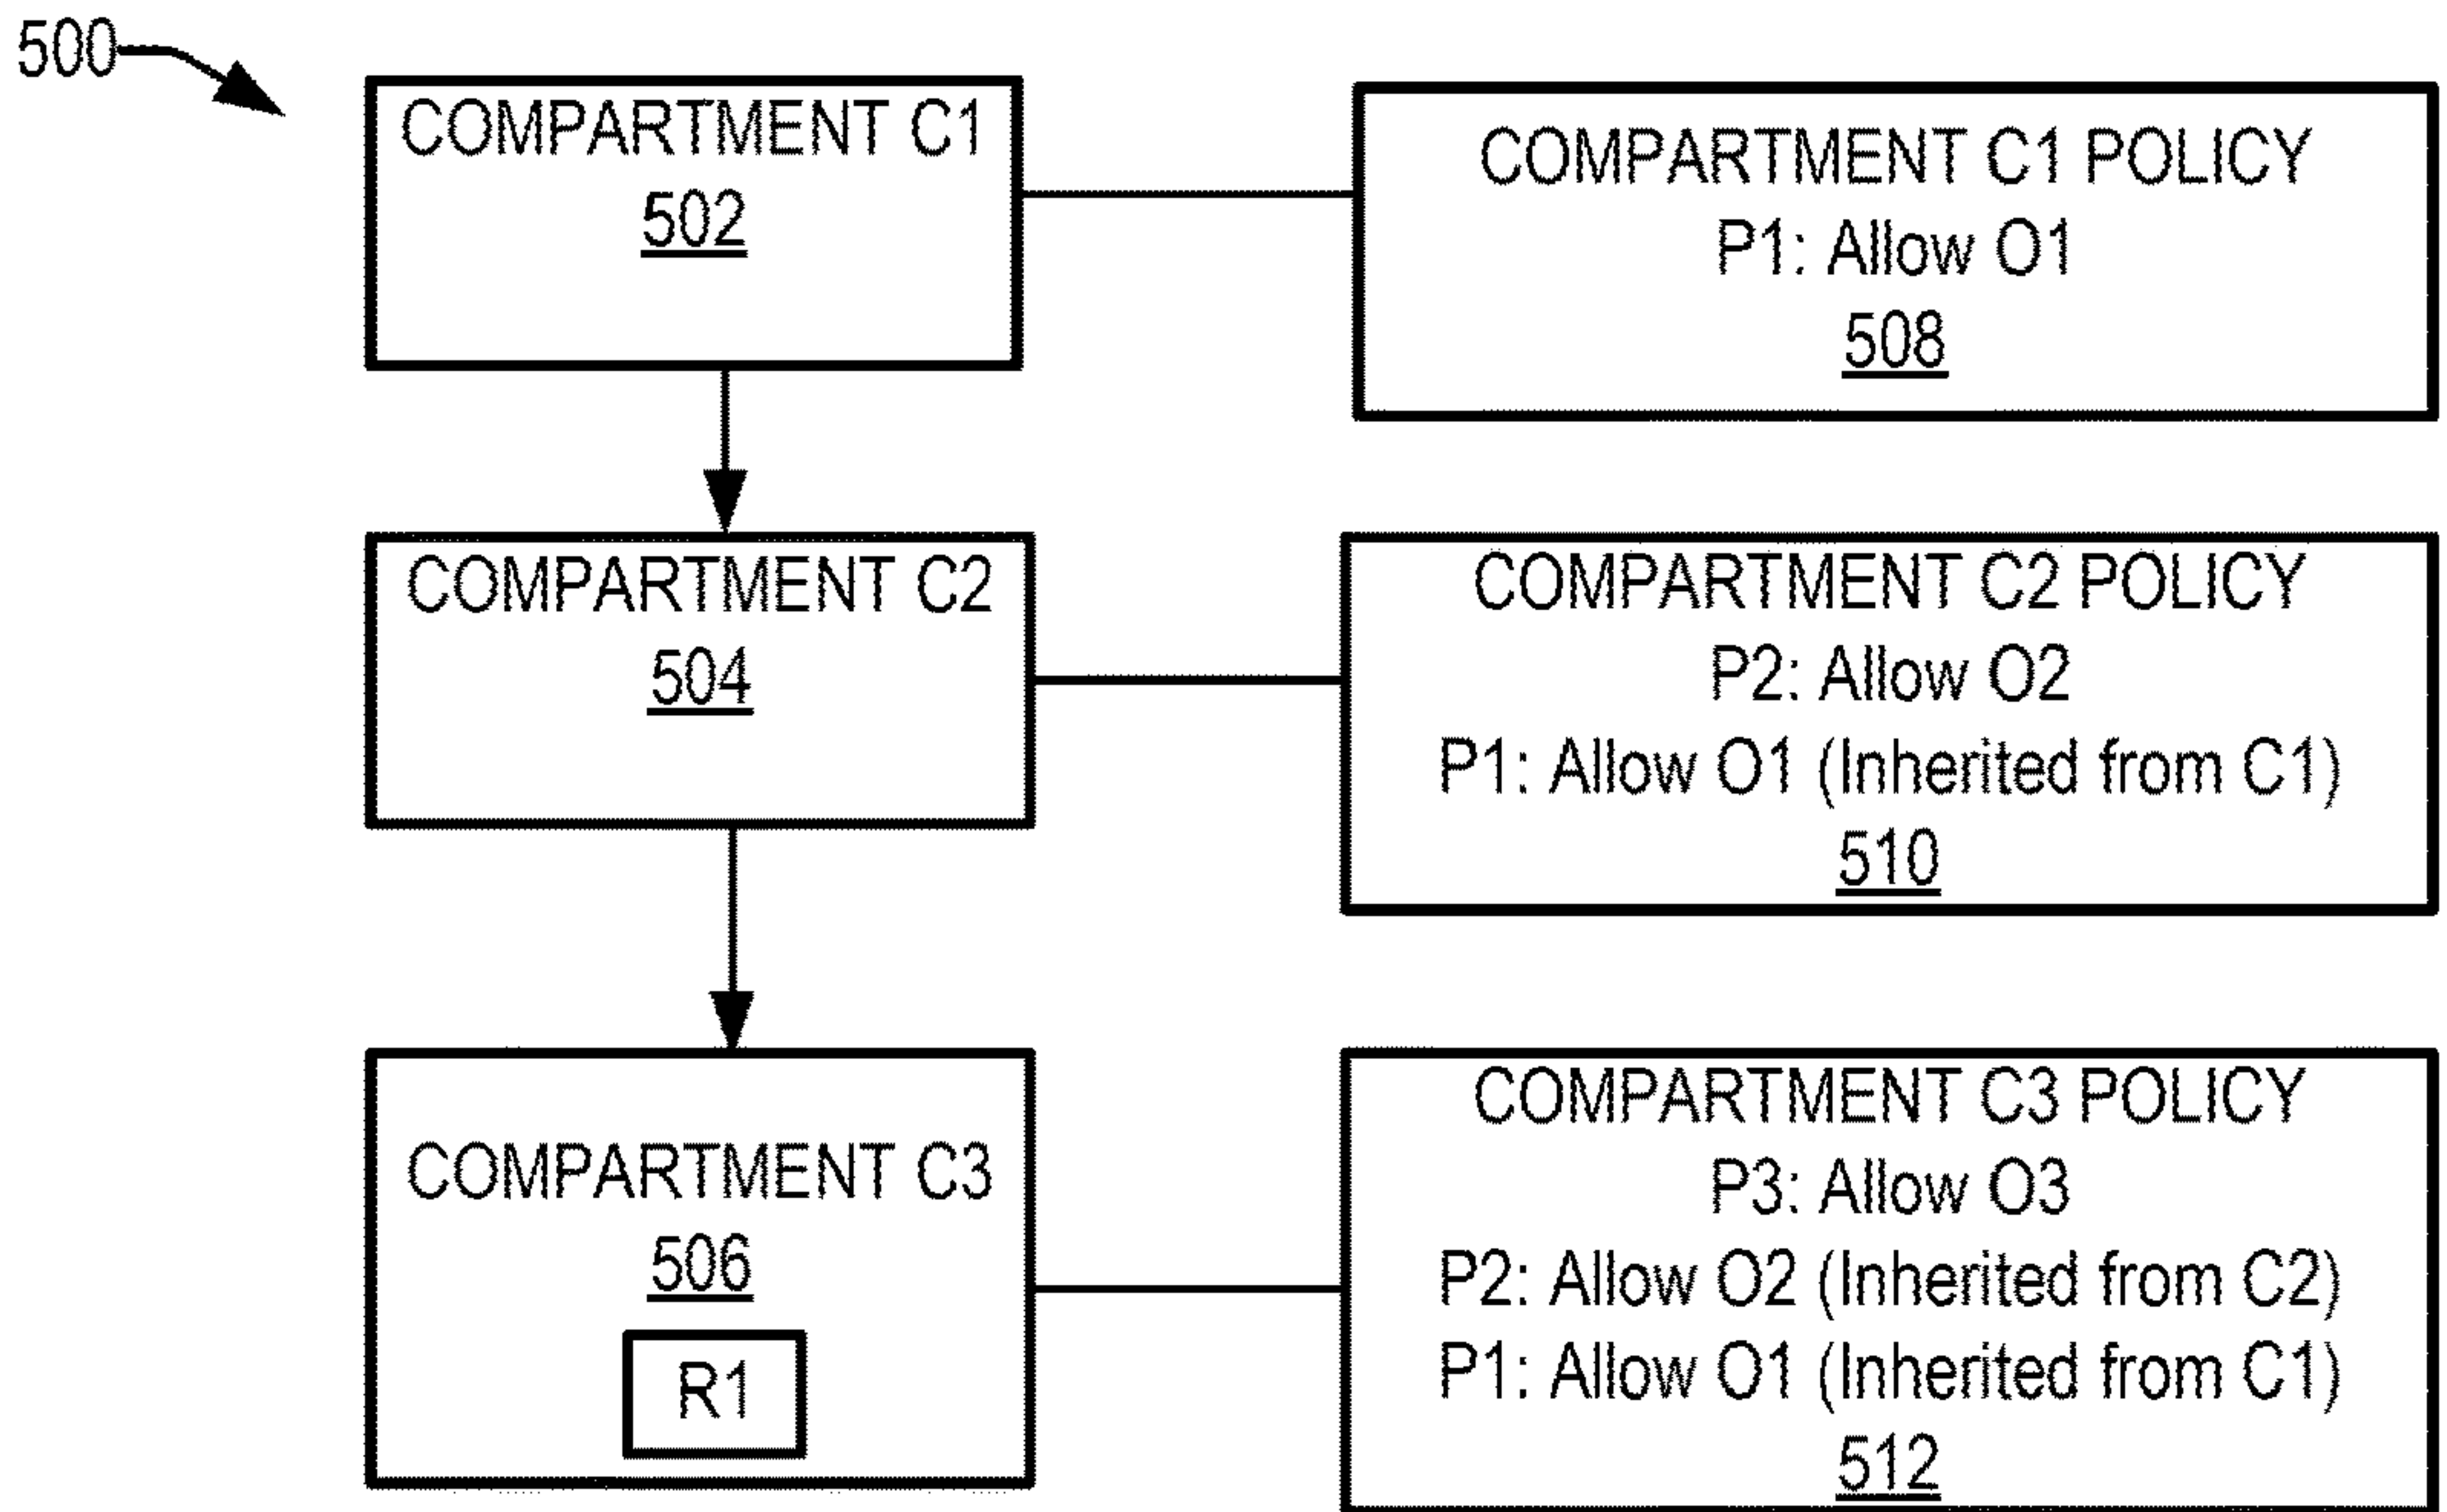 500
COMPARTMENT C1
502
COMPARTMENT C1 POLICY
P1: Allow O1
508
COMPARTMENT C2
504
COMPARTMENT C2 POLICY
P2: Allow O2
P1: Allow O1 (Inherited from C1)
510
COMPARTMENT C3
506
R1
COMPARTMENT C3 POLICY
P3: Allow O3
P2: Allow O2 (Inherited from C2)
P1: Allow O1 (Inherited from C1)
512